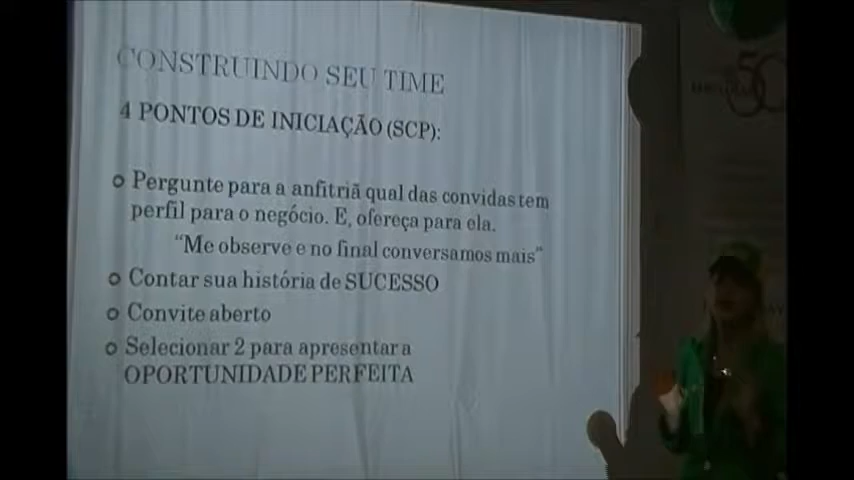 CONSTRUINDO SEU TIME
4 PONTOS DE INICIAÇÃO (SCP):
Pergunte para a anfitriã qual das convidas tem
perfil para o negócio. E, ofereça para ela.
“Me observe e no final conversamos mais”
Contar sua história de SUCESSO
Convite aberto
Selecionar 2 para apresentar a
OPORTUNIDADE PERFEITA
50